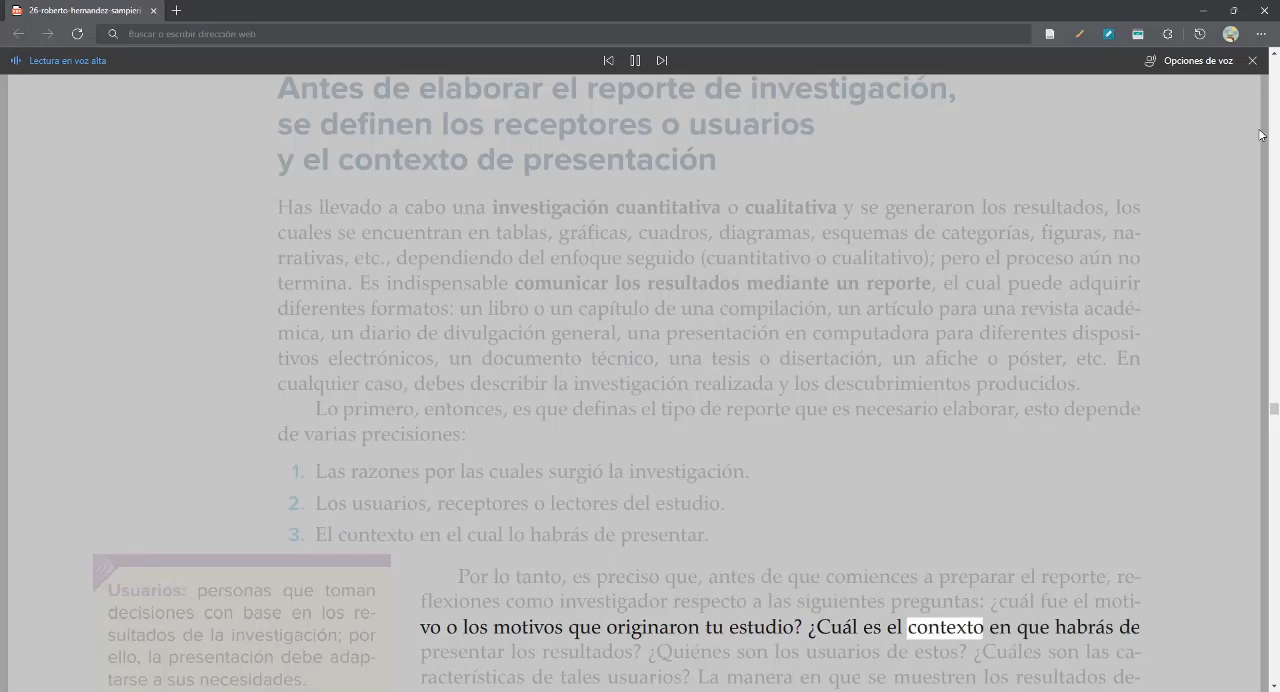 26-roberto-hernandez-sampieri
Buscar o escribir dirección web
Lectura en voz alta
Opciones de voz
Antes de elaborar el reporte de investigación,
se definen los receptores o usuarios
y el contexto de presentación
Has llevado a cabo una investigación cuantitativa o cualitativa y se generaron los resultados, los
cuales se encuentran en tablas, gráficas, cuadros, diagramas, esquemas de categorías, figuras, na-
rrativas, etc., dependiendo del enfoque seguido (cuantitativo o cualitativo); pero el proceso aún no
termina. Es indispensable comunicar los resultados mediante un reporte, el cual puede adquirir
diferentes formatos: un libro o un capítulo de una compilación, un artículo para una revista acadé-
mica, un diario de divulgación general, una presentación en computadora para diferentes disposi-
tivos electrónicos, un documento técnico, una tesis o disertación, un afiche o póster, etc. En
cualquier caso, debes describir la investigación realizada y los descubrimientos producidos.
Lo primero, entonces, es que definas el tipo de reporte que es necesario elaborar, esto depende
de varias precisiones:
1. Las razones por las cuales surgió la investigación.
2. Los usuarios, receptores o lectores del estudio.
3. El contexto en el cual lo habrás de presentar.
Usuarios: personas que toman
decisiones con base en los re-
sultados de la investigación; por
ello, la presentación debe adap-
tarse a sus necesidades.
Por lo tanto, es preciso que, antes de que comiences a preparar el reporte, re-
flexiones como investigador respecto a las siguientes preguntas: ¿cuál fue el moti-
vo o los motivos que originaron tu estudio? ¿Cuál es el contexto en que habrás de
presentar los resultados? ¿Quiénes son los usuarios de estos? ¿Cuáles son las ca-
racterísticas de tales usuarios? La manera en que se muestren los resultados de-